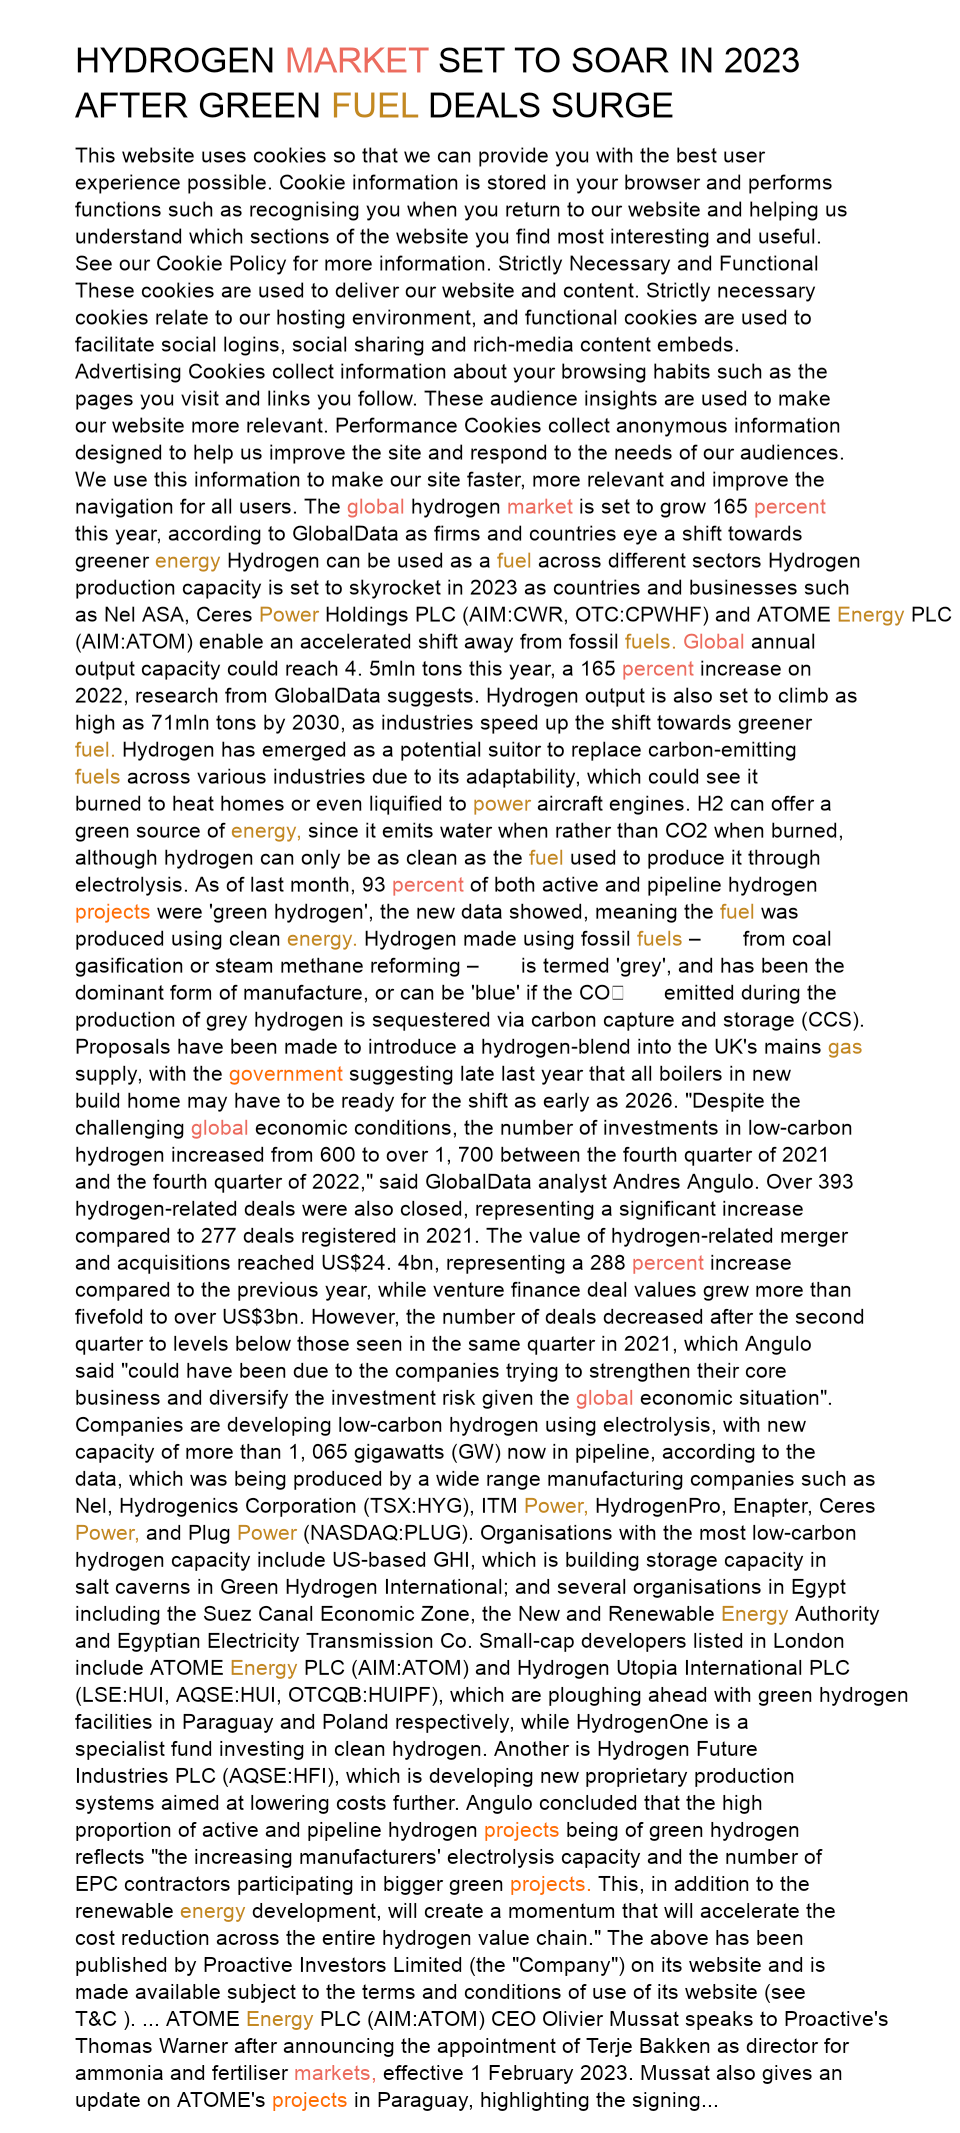 HYDROGEN MARKET SET TO SOAR IN 2023
AFTER GREEN FUEL DEALS SURGE
This website uses cookies so that we can provide you with the best user
experience possible. Cookie information is stored in your browser and performs
functions such as recognising you when you return to our website and helping us
understand which sections of the website you find most interesting and useful.
See our Cookie Policy for more information. Strictly Necessary and Functional
These cookies are used to deliver our website and content. Strictly necessary
cookies relate to our hosting environment, and functional cookies are used to
facilitate social logins, social sharing and rich-media content embeds.
Advertising Cookies collect information about your browsing habits such as the
pages you visit and links you follow. These audience insights are used to make
our website more relevant. Performance Cookies collect anonymous information
designed to help us improve the site and respond to the needs of our audiences.
We use this information to make our site faster, more relevant and improve the
navigation for all users. The global hydrogen market is set to grow 165 percent
this year, according to GlobalData as firms and countries eye a shift towards
greener energy Hydrogen can be used as a fuel across different sectors Hydrogen
production capacity is set to skyrocket in 2023 as countries and businesses such
as Nel ASA, Ceres Power Holdings PLC (AIM:CWR, OTC:CPWHF) and ATOME Energy PLC
(AIM:ATOM) enable an accelerated shift away from fossil fuels. Global annual
output capacity could reach 4. 5mln tons this year, a 165 percent increase on
2022, research from GlobalData suggests. Hydrogen output is also set to climb as
high as 71mln tons by 2030, as industries speed up the shift towards greener
fuel. Hydrogen has emerged as a potential suitor to replace carbon-emitting
fuels across various industries due to its adaptability, which could see it
burned to heat homes or even liquified to power aircraft engines. H2 can offer a
green source of energy, since it emits water when rather than CO2 when burned,
although hydrogen can only be as clean as the fuel used to produce it through
electrolysis. As of last month, 93 percent of both active and pipeline hydrogen
projects were 'green hydrogen', the new data showed, meaning the fuel was
produced using clean energy. Hydrogen made using fossil fuels – from coal
gasification or steam methane reforming – is termed 'grey', and has been the
dominant form of manufacture, or can be 'blue' if the CO□ emitted during the
production of grey hydrogen is sequestered via carbon capture and storage (CCS).
Proposals have been made to introduce a hydrogen-blend into the UK's mains gas
supply, with the government suggesting late last year that all boilers in new
build home may have to be ready for the shift as early as 2026. "Despite the
challenging global economic conditions, the number of investments in low-carbon
hydrogen increased from 600 to over 1, 700 between the fourth quarter of 2021
and the fourth quarter of 2022," said GlobalData analyst Andres Angulo. Over 393
hydrogen-related deals were also closed, representing a significant increase
compared to 277 deals registered in 2021. The value of hydrogen-related merger
and acquisitions reached US$24. 4bn, representing a 288 percent increase
compared to the previous year, while venture finance deal values grew more than
fivefold to over US$3bn. However, the number of deals decreased after the second
quarter to levels below those seen in the same quarter in 2021, which Angulo
said "could have been due to the companies trying to strengthen their core
business and diversify the investment risk given the global economic situation".
Companies are developing low-carbon hydrogen using electrolysis, with new
capacity of more than 1, 065 gigawatts (GW) now in pipeline, according to the
data, which was being produced by a wide range manufacturing companies such as
Nel, Hydrogenics Corporation (TSX:HYG), ITM Power, HydrogenPro, Enapter, Ceres
Power, and Plug Power (NASDAQ:PLUG). Organisations with the most low-carbon
hydrogen capacity include US-based GHI, which is building storage capacity in
salt caverns in Green Hydrogen International; and several organisations in Egypt
including the Suez Canal Economic Zone, the New and Renewable Energy Authority
and Egyptian Electricity Transmission Co. Small-cap developers listed in London
include ATOME Energy PLC (AIM:ATOM) and Hydrogen Utopia International PLC
(LSE:HUI, AQSE:HUI, OTCQB:HUIPF), which are ploughing ahead with green hydrogen
facilities in Paraguay and Poland respectively, while HydrogenOne is a
specialist fund investing in clean hydrogen. Another is Hydrogen Future
Industries PLC (AQSE:HFI), which is developing new proprietary production
systems aimed at lowering costs further. Angulo concluded that the high
proportion of active and pipeline hydrogen projects being of green hydrogen
reflects "the increasing manufacturers' electrolysis capacity and the number of
EPC contractors participating in bigger green projects. This, in addition to the
renewable energy development, will create a momentum that will accelerate the
cost reduction across the entire hydrogen value chain." The above has been
published by Proactive Investors Limited (the "Company") on its website and is
made available subject to the terms and conditions of use of its website (see
T&C ). ... ATOME Energy PLC (AIM:ATOM) CEO Olivier Mussat speaks to Proactive's
Thomas Warner after announcing the appointment of Terje Bakken as director for
ammonia and fertiliser markets, effective 1 February 2023. Mussat also gives an
update on ATOME's projects in Paraguay, highlighting the signing...